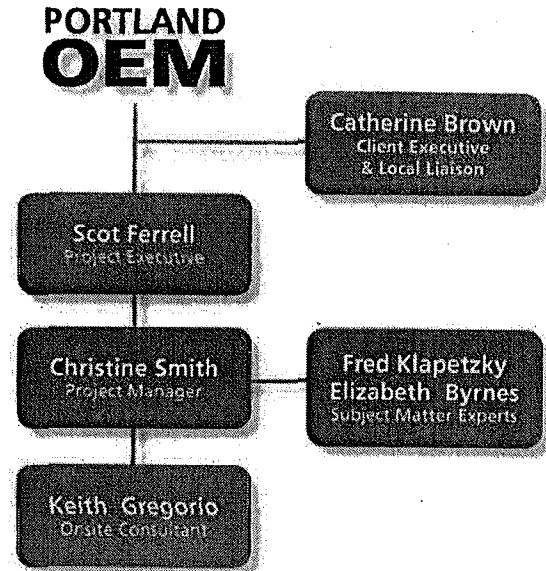 PORTLAND
OEM
Catherine Brown
Client Executive
& Local Liaison
Scot Ferrell
Project Executive
Christine Smith
Project Manager
Fred Klapetzky
Elizabeth Byrnes
Subject Matter Experts
Keith Gregorio
Onsite Consultant